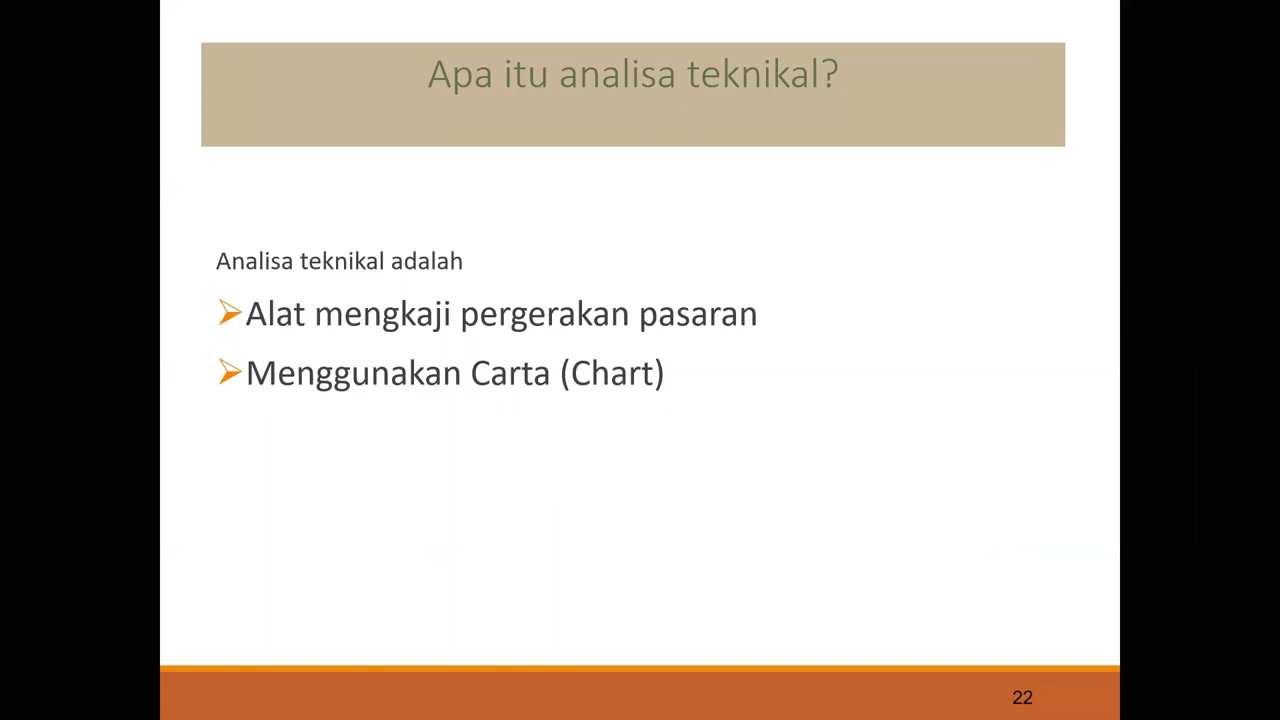 Apa itu analisa teknikal?
Analisa teknikal adalah
Alat mengkaji pergerakan pasaran
Menggunakan Carta (Chart)
22